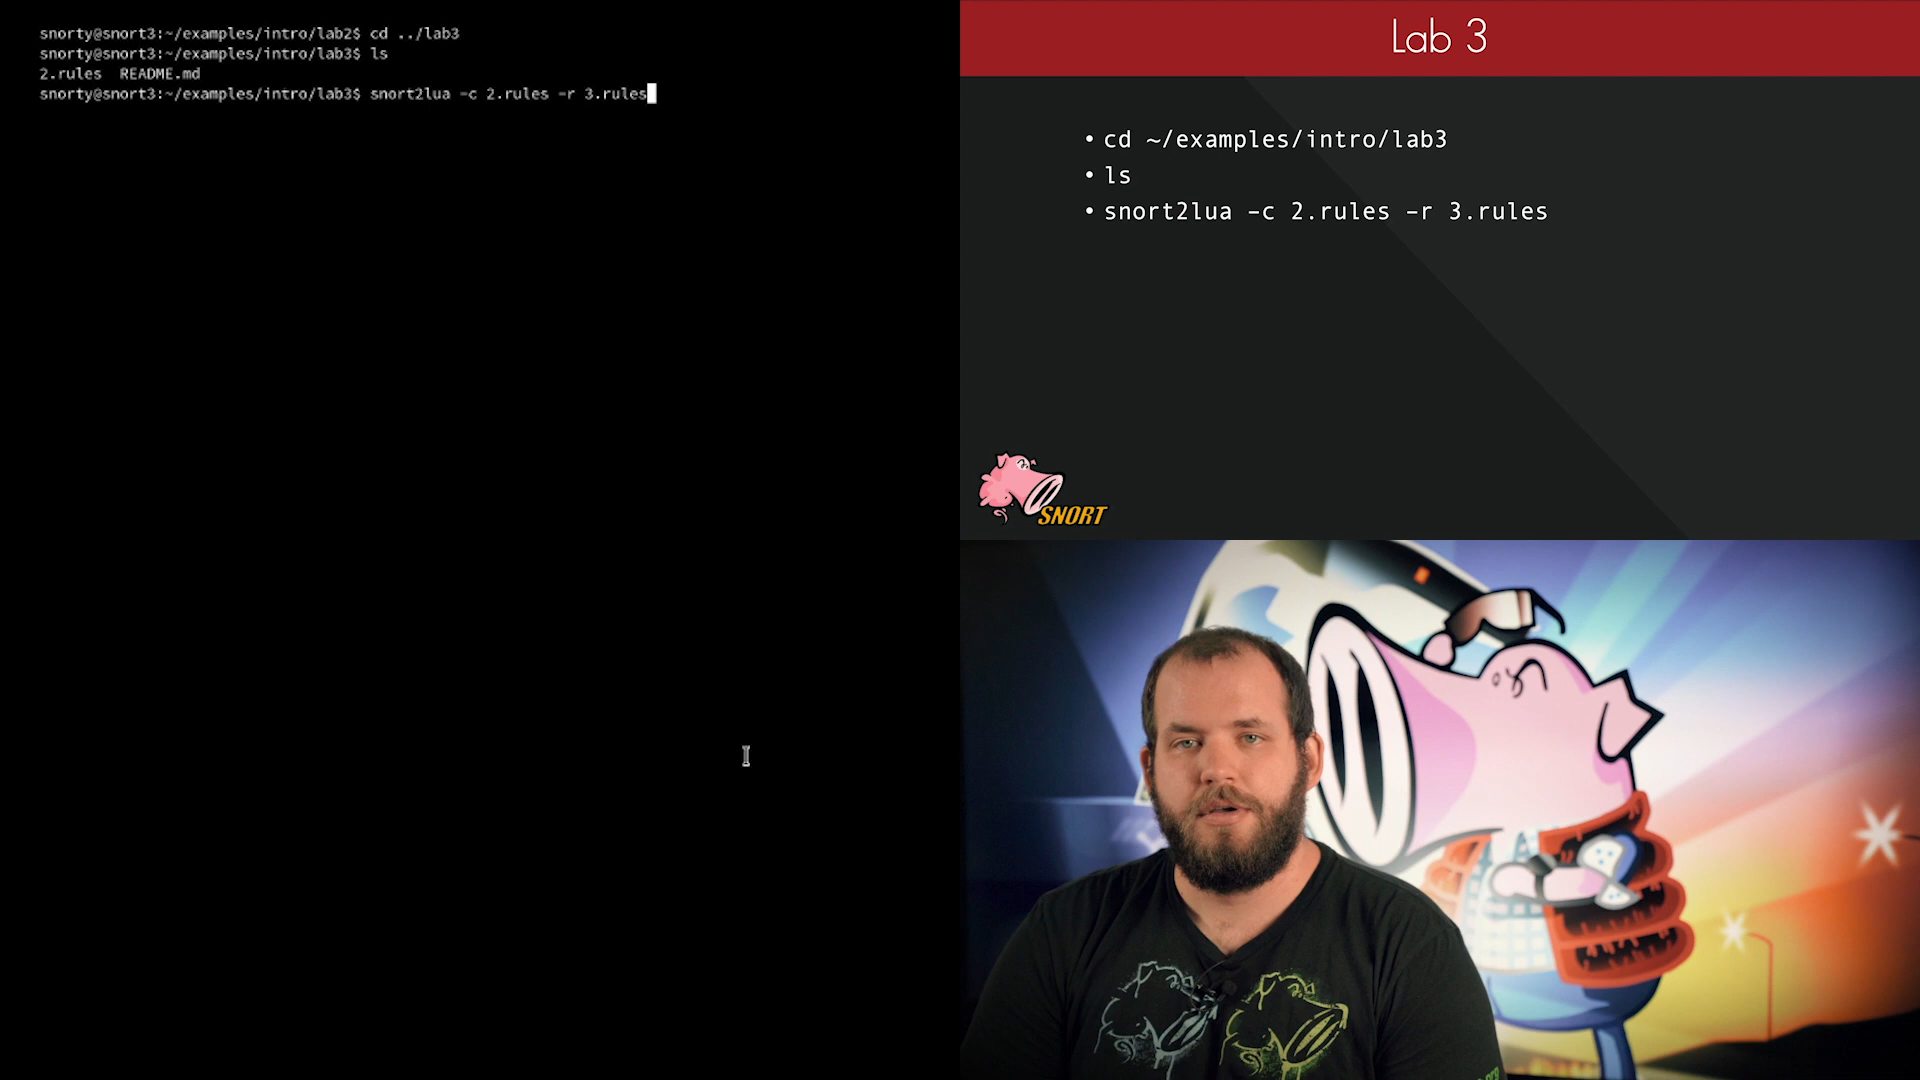 snorty@snort3:~/examples/intro/lab2$ cd ../lab3
snorty@snort3:~/examples/intro/lab3$ ls
2.rules  README.md
snorty@snort3:~/examples/intro/lab3$ snort2lua -c 2.rules -r 3.rules
Lab 3
• cd ~/examples/intro/lab3
• ls
• snort2lua –c 2.rules –r 3.rules
SNORT